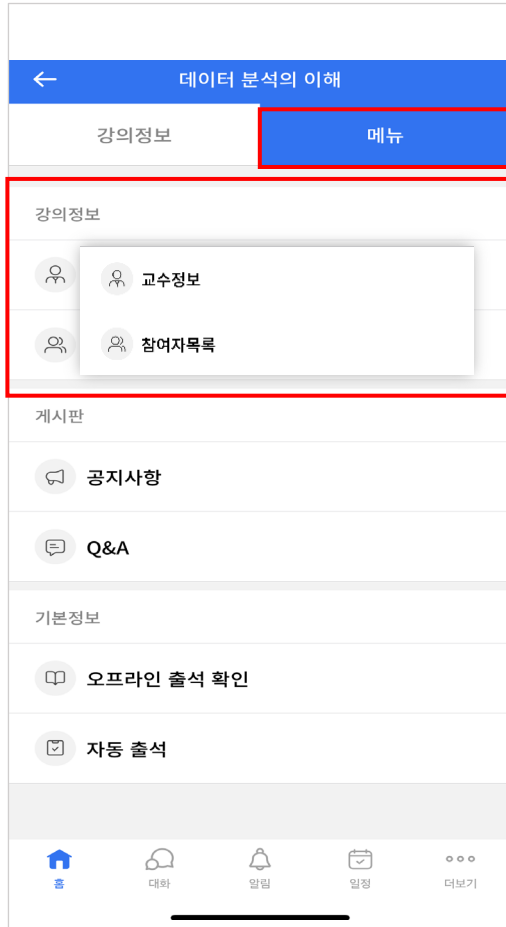 데이터 분석의 이해
강의정보
메뉴
강의정보
교수정보
참여자목록
게시판
공지사항
Q&A
기본정보
오프라인 출석 확인
자동 출석
홈
대화
알림
일정
더보기